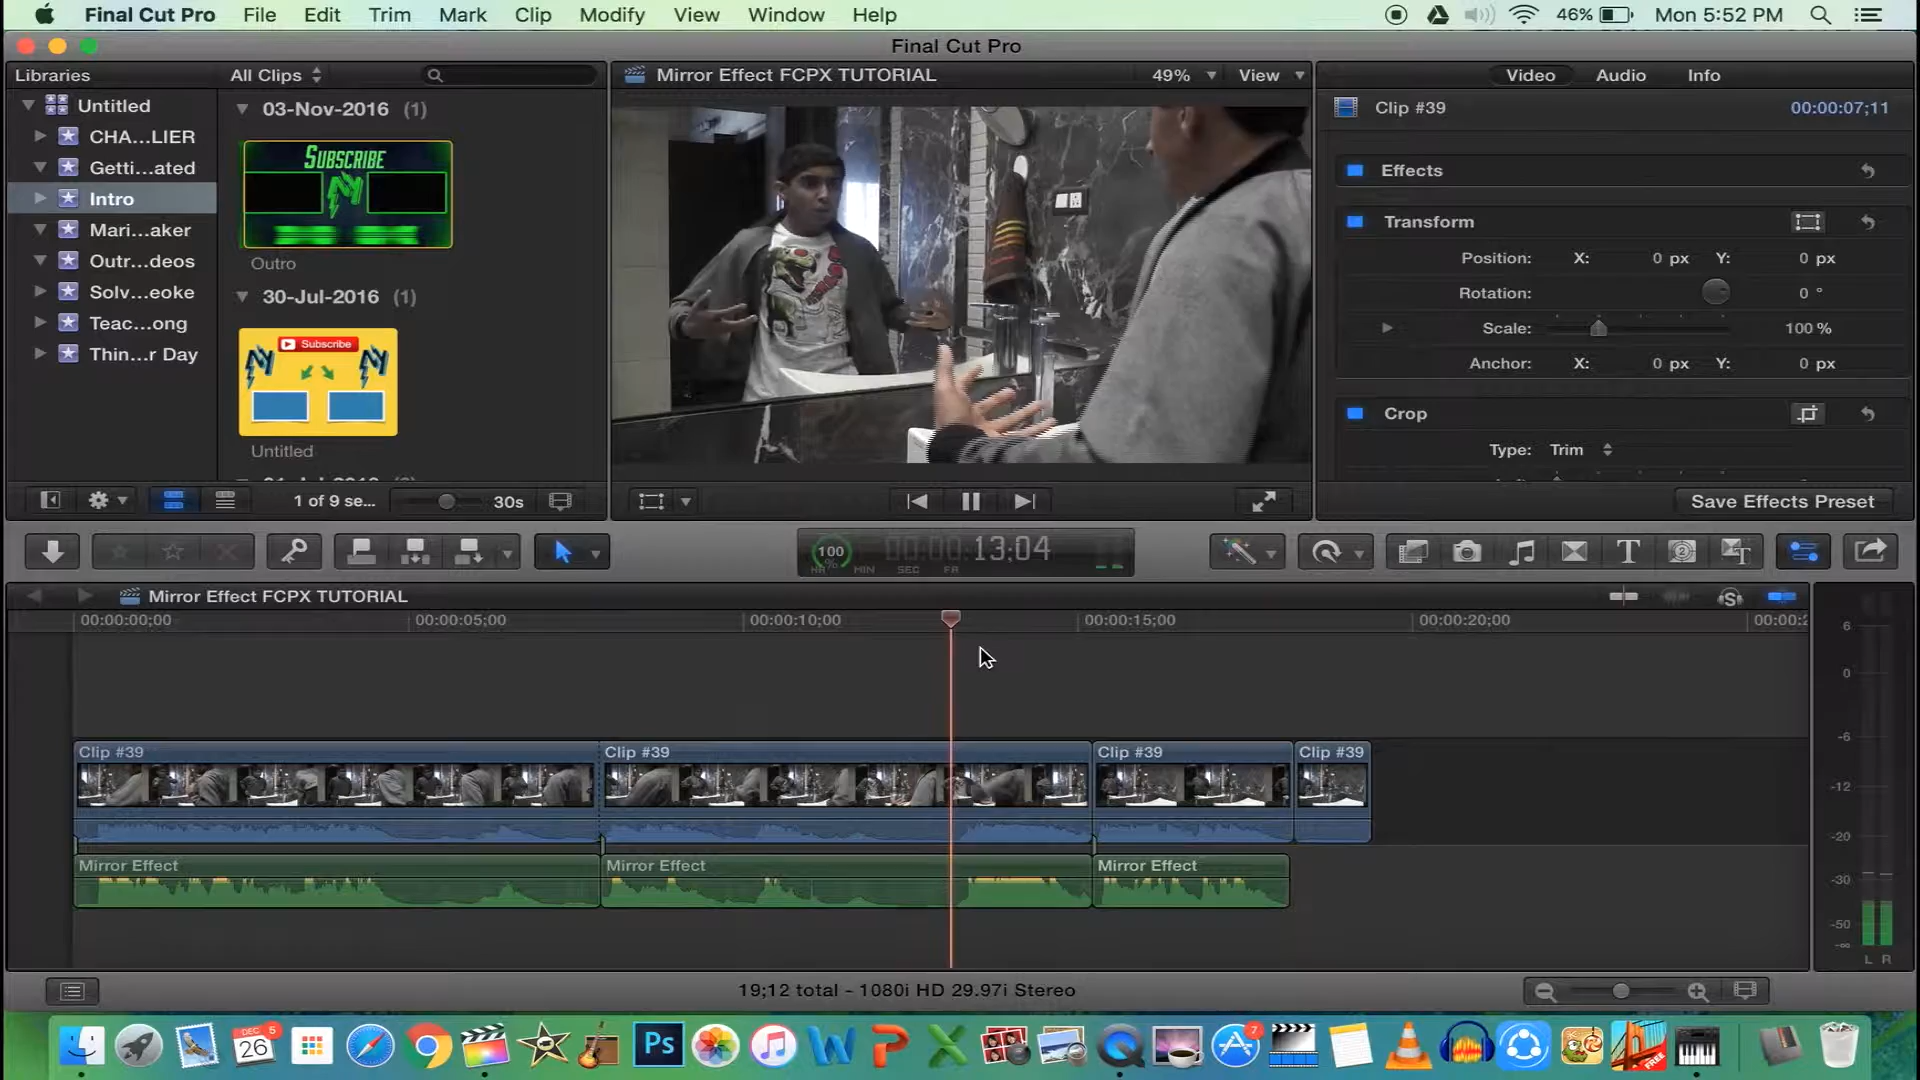 Final Cut Pro File Edit Trim Mark Clip Modify View Window Help 46% Mon 5:52 PM
Final Cut Pro
Libraries All Clips
Mirror Effect FCPX TUTORIAL 49% View
Video Audio Info
Untitled
CHA...LIER
Getti...ated
Intro
Mari...aker
Outr...deos
Solv...eoke
Teac...ong
Thin...r Day
03-Nov-2016 (1)
SUBSCRIBE
Outro
30-Jul-2016 (1)
Subscribe
Untitled
1 of 9 se... 30s
Clip #39 00:00:07;11
Effects
Transform
Position: X: 0 px Y: 0 px
Rotation: 0 °
Scale: 100 %
Anchor: X: 0 px Y: 0 px
Crop
Type: Trim
Save Effects Preset
100 % 00:00:13;04
HR MIN SEC FR
Mirror Effect FCPX TUTORIAL
00:00:00;00 00:00:05;00 00:00:10;00 00:00:15;00 00:00:20;00 00:00:2
Clip #39 Clip #39 Clip #39 Clip #39
Mirror Effect Mirror Effect Mirror Effect
6
0
-6
-12
-20
-30
-50
-∞
L R
19;12 total - 1080i HD 29.97i Stereo
DEC 5
26
Ps
7
FREE